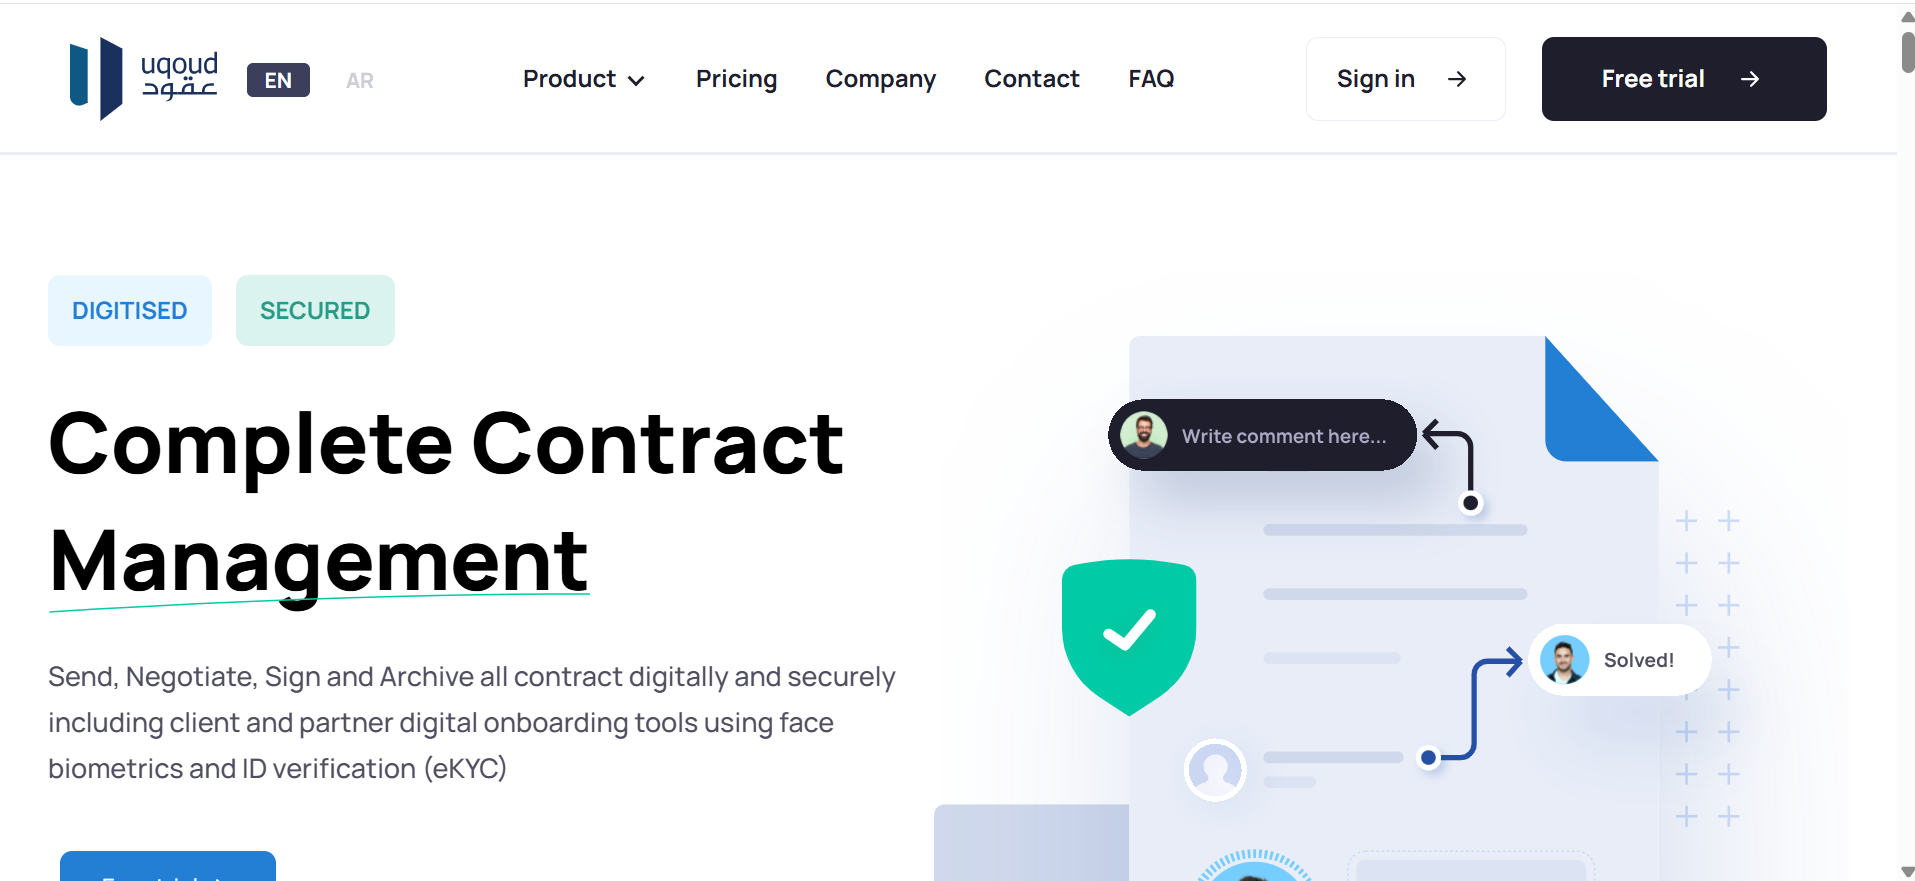 uqoud
عقود
EN
AR
Product
Pricing
Company
Contact
FAQ
Sign in
Free trial
DIGITISED
SECURED
Complete Contract
Management
Send, Negotiate, Sign and Archive all contract digitally and securely
including client and partner digital onboarding tools using face
biometrics and ID verification (eKYC)
Write comment here...
Solved!